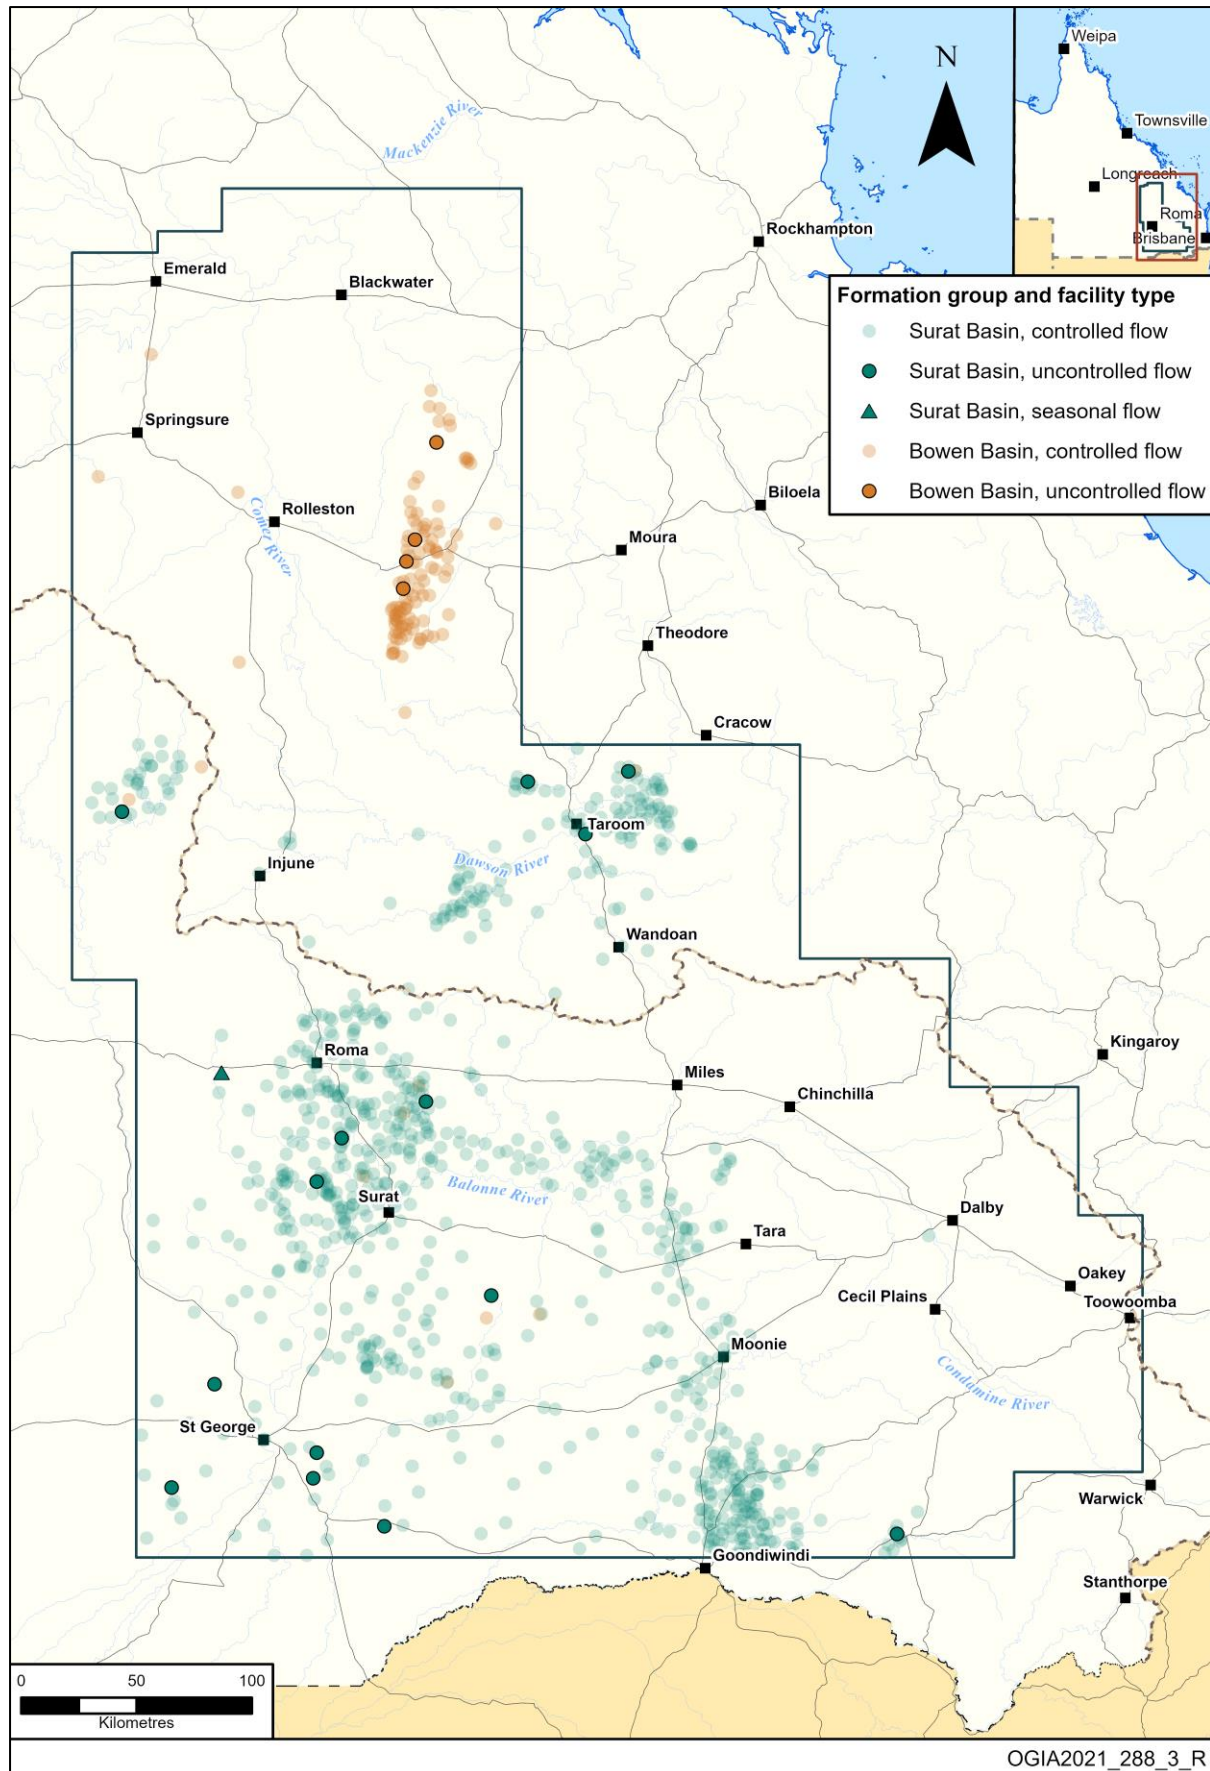 Weipa
Townsville
Longreach
Roma
Brisbane
N
Mackenzie River
Rockhampton
Emerald
Blackwater
Formation group and facility type
Surat Basin, controlled flow
Surat Basin, uncontrolled flow
Surat Basin, seasonal flow
Bowen Basin, controlled flow
Bowen Basin, uncontrolled flow
Springsure
Biloela
Rolleston
Comer River
Moura
Theodore
Cracow
Taroom
Injune
Dawson River
Wandoan
Roma
Kingaroy
Miles
Chinchilla
Balonne River
Surat
Dalby
Tara
Oakey
Cecil Plains
Toowoomba
Moonie
Condamine River
St George
Warwick
Goondiwindi
Stanthorpe
0 50 100
Kilometres
OGIA2021_288_3_R